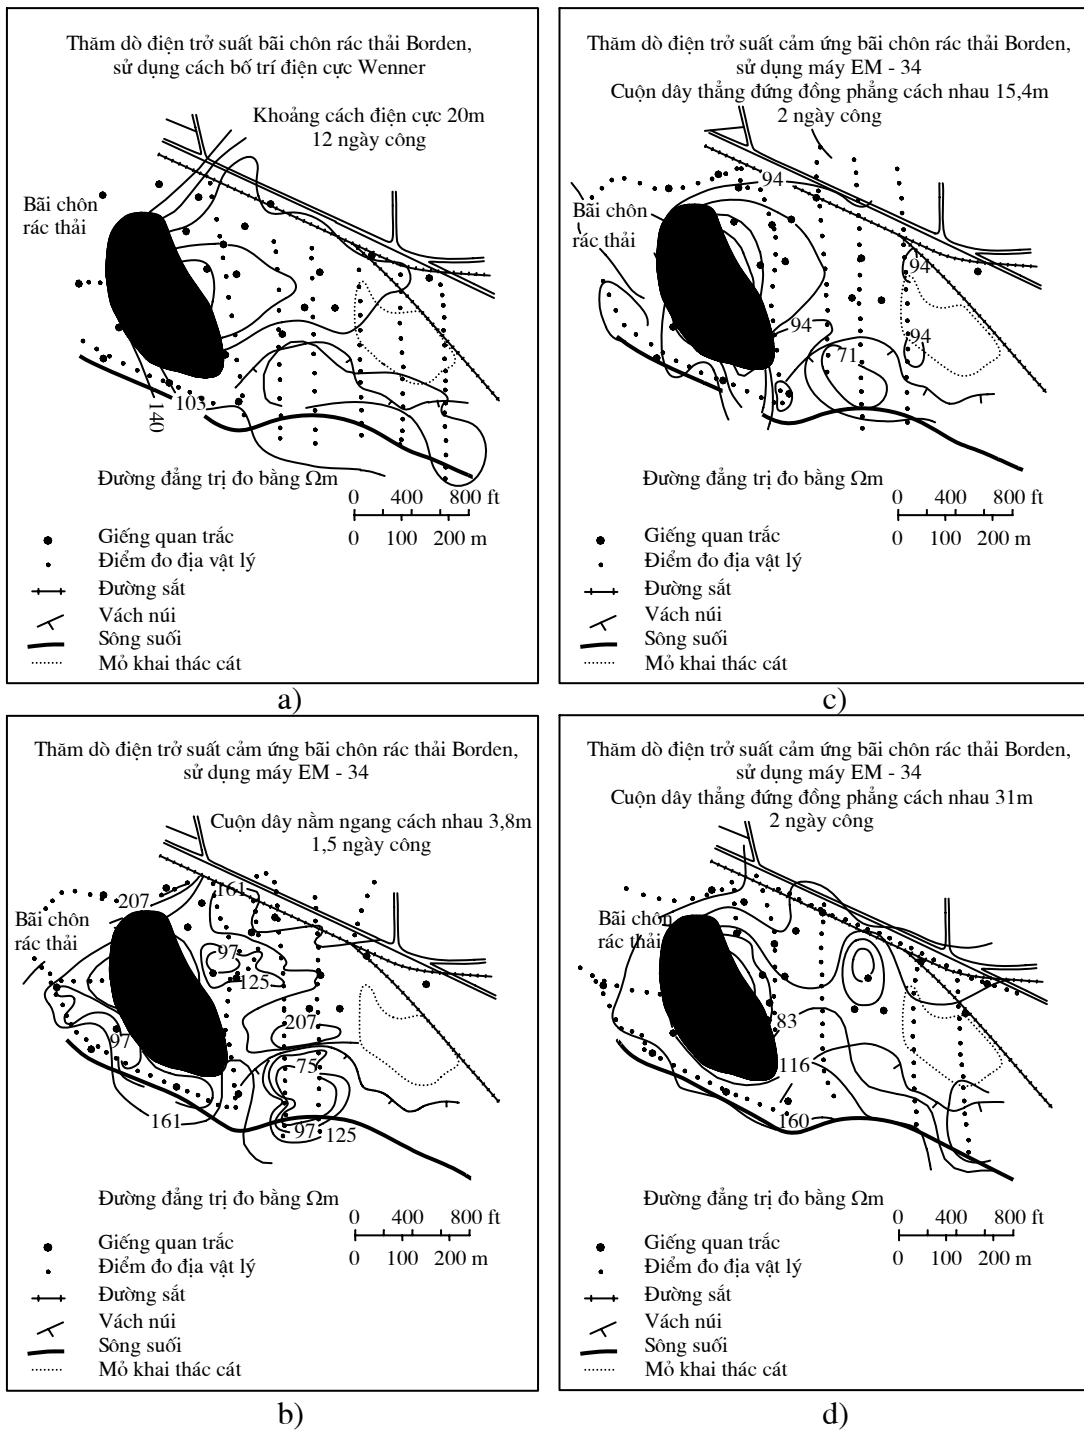 Thăm dò điện trở suất bãi chôn rác thải Borden,
sử dụng cách bố trí điện cực Wenner
Khoảng cách điện cực 20m
12 ngày công
Bãi chôn
rác thải
140
103
Đường đẳng trị đo bằng Ωm
0 400 800 ft
0 100 200 m
Giếng quan trắc
Điểm đo địa vật lý
Đường sắt
Vách núi
Sông suối
Mỏ khai thác cát
a)
Thăm dò điện trở suất cảm ứng bãi chôn rác thải Borden,
sử dụng máy EM - 34
Cuộn dây thẳng đứng đồng phẳng cách nhau 15,4m
2 ngày công
94
Bãi chôn
rác thải
94
94
94
71
Đường đẳng trị đo bằng Ωm
0 400 800 ft
0 100 200 m
Giếng quan trắc
Điểm đo địa vật lý
Đường sắt
Vách núi
Sông suối
Mỏ khai thác cát
c)
Thăm dò điện trở suất cảm ứng bãi chôn rác thải Borden,
sử dụng máy EM - 34
Cuộn dây nằm ngang cách nhau 3,8m
1,5 ngày công
161
207
Bãi chôn
rác thải
97
125
207
97
75
161
97
125
Đường đẳng trị đo bằng Ωm
0 400 800 ft
0 100 200 m
Giếng quan trắc
Điểm đo địa vật lý
Đường sắt
Vách núi
Sông suối
Mỏ khai thác cát
b)
Thăm dò điện trở suất cảm ứng bãi chôn rác thải Borden,
sử dụng máy EM - 34
Cuộn dây thẳng đứng đồng phẳng cách nhau 31m
2 ngày công
Bãi chôn
rác thải
83
116
160
Đường đẳng trị đo bằng Ωm
0 400 800 ft
0 100 200 m
Giếng quan trắc
Điểm đo địa vật lý
Đường sắt
Vách núi
Sông suối
Mỏ khai thác cát
d)